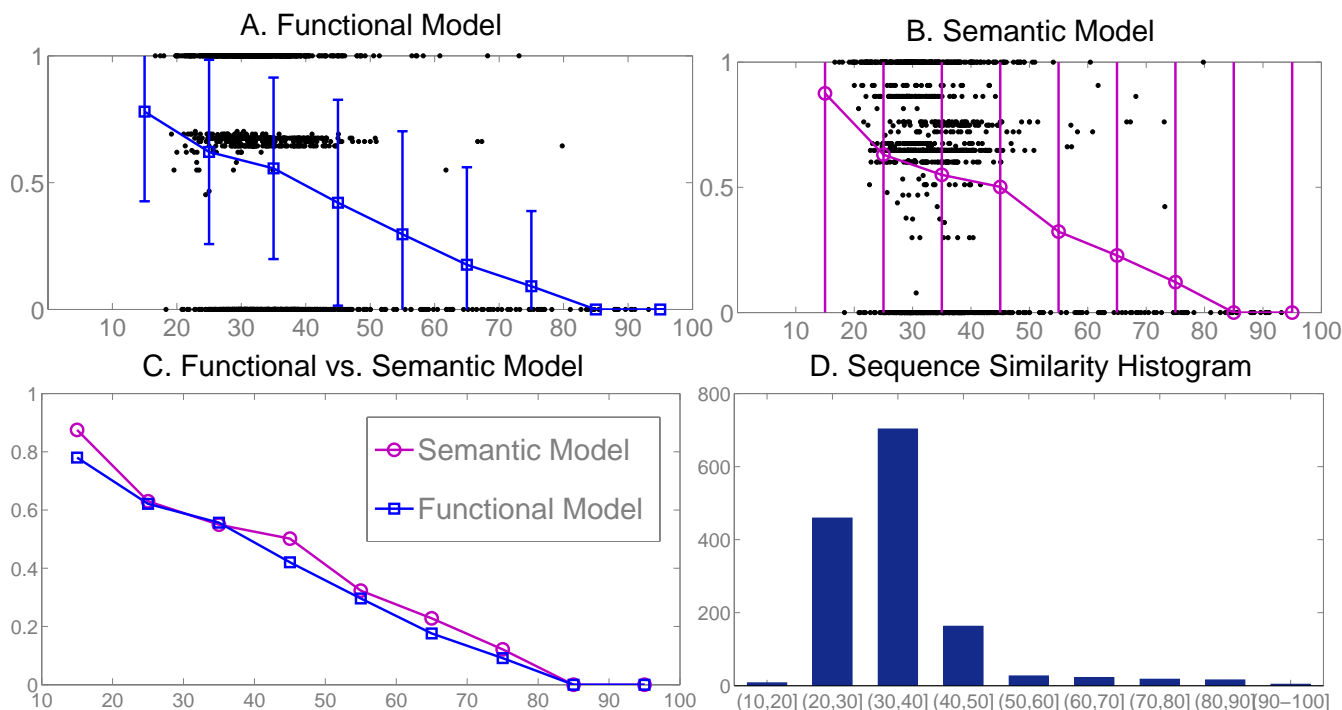 A. Functional Model
1
0.5
0
10 20 30 40 50 60 70 80 90 100
B. Semantic Model
1
0.5
0
10 20 30 40 50 60 70 80 90 100
C. Functional vs. Semantic Model
1
0.8
0.6
0.4
0.2
0
10 20 30 40 50 60 70 80 90 100
Semantic Model
Functional Model
D. Sequence Similarity Histogram
800
600
400
200
0
(10,20] (20,30] (30,40] (40,50] (50,60] (60,70] (70,80] (80,90] [90–100]